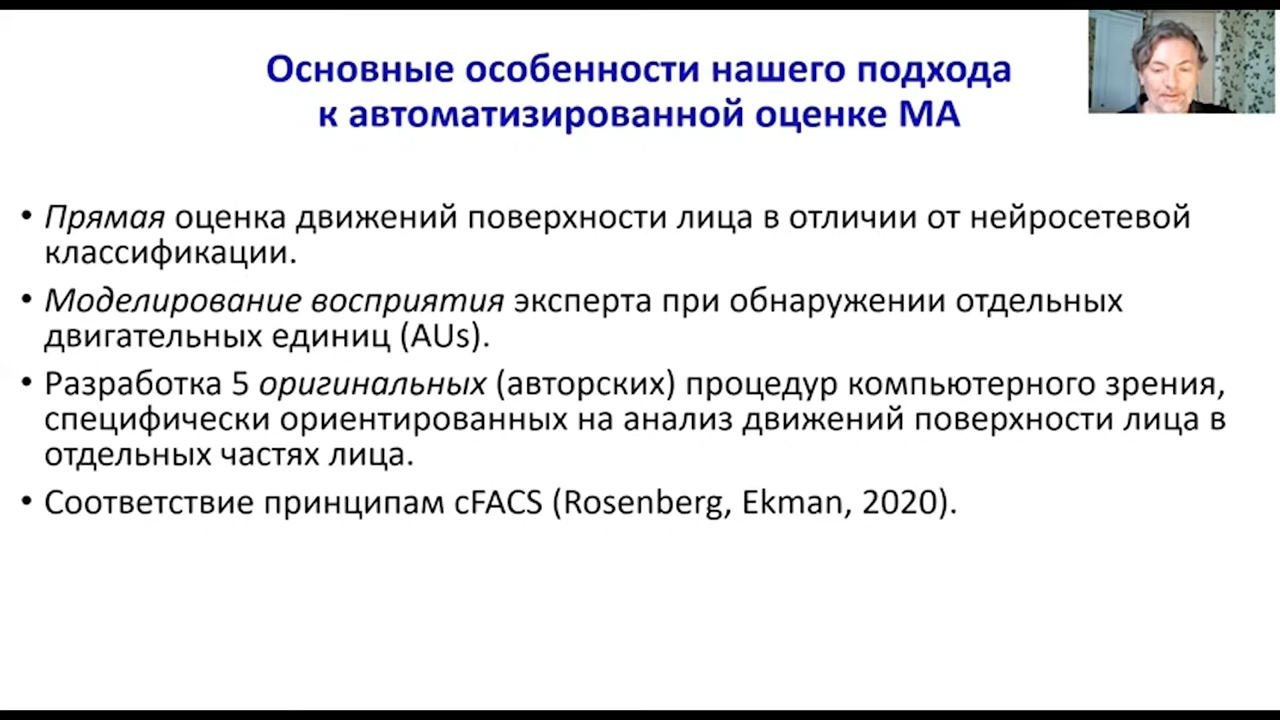 Основные особенности нашего подхода
к автоматизированной оценке МА
• Прямая оценка движений поверхности лица в отличии от нейросетевой
классификации.
• Моделирование восприятия эксперта при обнаружении отдельных
двигательных единиц (AUs).
• Разработка 5 оригинальных (авторских) процедур компьютерного зрения,
специфически ориентированных на анализ движений поверхности лица в
отдельных частях лица.
• Соответствие принципам cFACS (Rosenberg, Ekman, 2020).